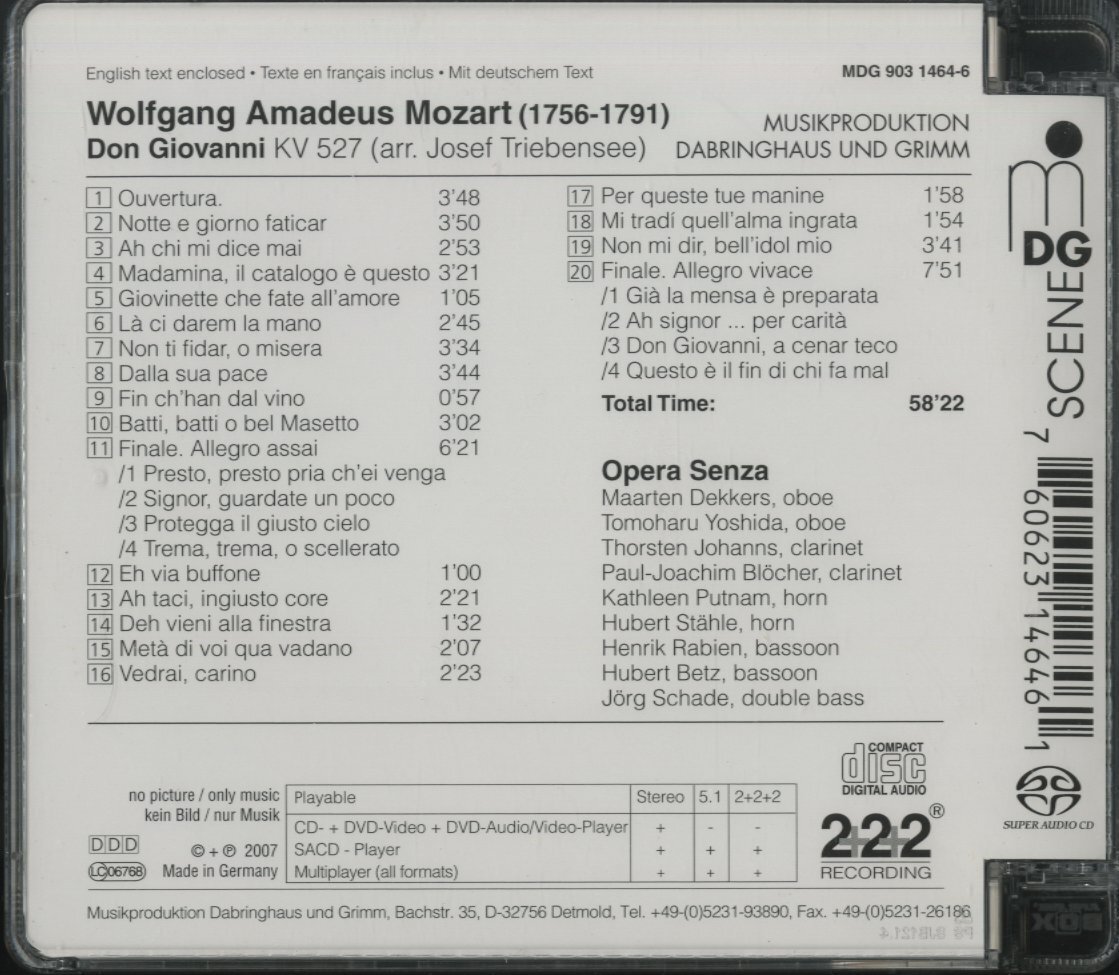 English text enclosed • Texte en français inclus • Mit deutschem Text
MDG 903 1464-6
Wolfgang Amadeus Mozart (1756-1791)
Don Giovanni KV 527 (arr. Josef Triebensee)
MUSIKPRODUKTION
DABRINGHAUS UND GRIMM
1 Ouvertura. 3'48
2 Notte e giorno faticar 3'50
3 Ah chi mi dice mai 2'53
4 Madamina, il catalogo è questo 3'21
5 Giovinette che fate all'amore 1'05
6 Là ci darem la mano 2'45
7 Non ti fidar, o misera 3'34
8 Dalla sua pace 3'44
9 Fin ch'han dal vino 0'57
10 Batti, batti o bel Masetto 3'02
11 Finale. Allegro assai 6'21
/1 Presto, presto pria ch'ei venga
/2 Signor, guardate un poco
/3 Protegga il giusto cielo
/4 Trema, trema, o scellerato
12 Eh via buffone 1'00
13 Ah taci, ingiusto core 2'21
14 Deh vieni alla finestra 1'32
15 Metà di voi qua vadano 2'07
16 Vedrai, carino 2'23
17 Per queste tue manine 1'58
18 Mi tradí quell'alma ingrata 1'54
19 Non mi dir, bell'idol mio 3'41
20 Finale. Allegro vivace 7'51
/1 Già la mensa è preparata
/2 Ah signor ... per carità
/3 Don Giovanni, a cenar teco
/4 Questo è il fin di chi fa mal
Total Time: 58'22
Opera Senza
Maarten Dekkers, oboe
Tomoharu Yoshida, oboe
Thorsten Johanns, clarinet
Paul-Joachim Blöcher, clarinet
Kathleen Putnam, horn
Hubert Stähle, horn
Henrik Rabien, bassoon
Hubert Betz, bassoon
Jörg Schade, double bass
mDG
SCENE
7 60623 14646 1
SUPER AUDIO CD
COMPACT
disc
DIGITAL AUDIO
2+2+2®
RECORDING
no picture / only music
kein Bild / nur Musik
DDD
© + ℗ 2007
LC 06768
Made in Germany
Playable Stereo 5.1 2+2+2
CD- + DVD-Video + DVD-Audio/Video-Player + - -
SACD - Player + + +
Multiplayer (all formats) + + +
Musikproduktion Dabringhaus und Grimm, Bachstr. 35, D-32756 Detmold, Tel. +49-(0)5231-93890, Fax. +49-(0)5231-26186